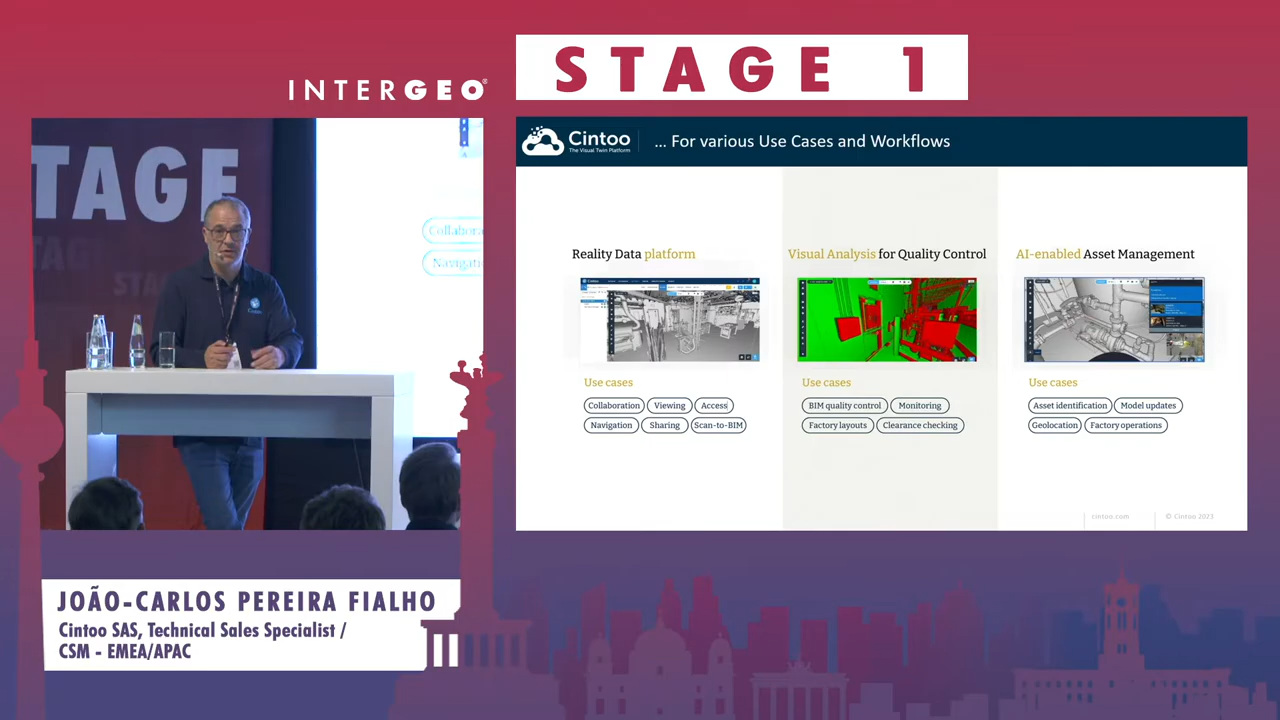 INTERGEO®
STAGE 1
TAGE
STA
A
Collabora
Navigati
Cintoo
The Visual Twin Platform
... For various Use Cases and Workflows
Reality Data platform
Use cases
Collaboration
Viewing
Access
Navigation
Sharing
Scan-to-BIM
Visual Analysis for Quality Control
Use cases
BIM quality control
Monitoring
Factory layouts
Clearance checking
AI-enabled Asset Management
Use cases
Asset identification
Model updates
Geolocation
Factory operations
cintoo.com
© Cintoo 2023
JOÃO-CARLOS PEREIRA FIALHO
Cintoo SAS, Technical Sales Specialist /
CSM - EMEA/APAC